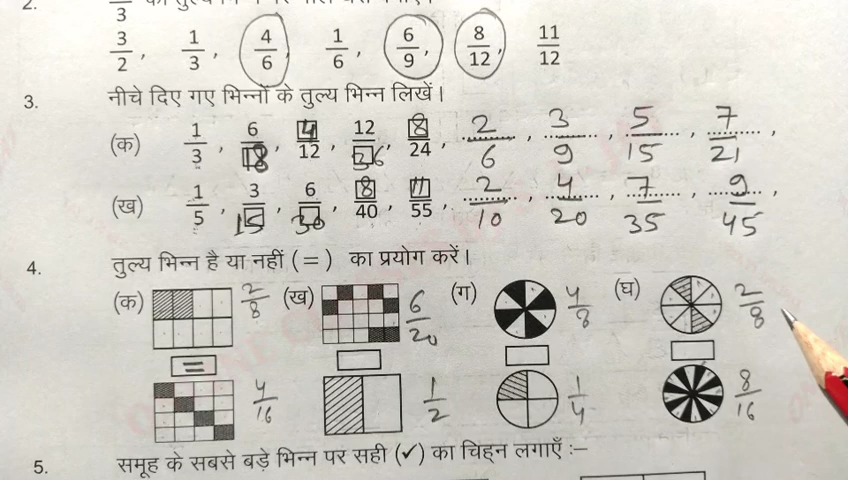 2. 3
3/2, 1/3, 4/6, 1/6, 6/9, 8/12, 11/12
3. नीचे दिए गए भिन्नों के तुल्य भिन्न लिखें।
(क) 1/3, 6/18, 4/12, 12/36, 8/24, 2/6, 3/9, 5/15, 7/21,
(ख) 1/5, 3/15, 6/30, 8/40, 11/55, 2/10, 4/20, 7/35, 9/45,
4. तुल्य भिन्न है या नहीं ( = ) का प्रयोग करें।
(क) 2/8 (ख) 6/20 (ग) 4/8 (घ) 2/8
=
4/16 1/2 1/4 8/16
5. समूह के सबसे बड़े भिन्न पर सही (✓) का चिह्न लगाएँ :–